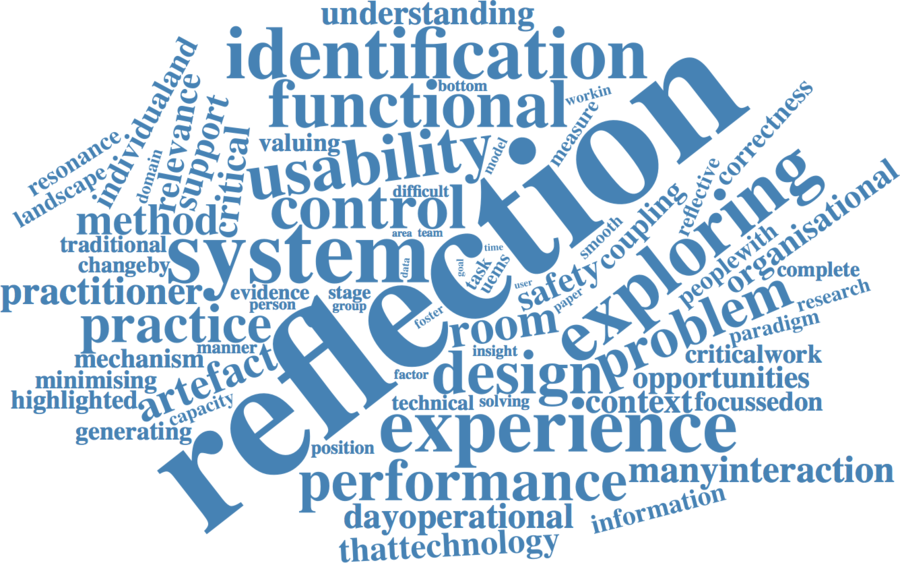 understanding
identification
bottom
functional
workin
measure
valuing
usability
model
reflection
resonance
landscape
individualand
domain
relevance
support
critical
correctness
reflective
coupling
smooth
exploring
peoplewith
organisational
difficult
control
area
team
method
traditional
changeby
system
data
goal
time
task
uems
user
safety
paper
complete
practitioner
evidence
stage
person
group
foster
room
problem
research
paradigm
practice
manner
mechanism
insight
criticalwork
minimising
artefact
factor
design
opportunities
highlighted
capacity
technical
solving
context
focussedon
generating
position
experience
performance
manyinteraction
dayoperational
information
thattechnology